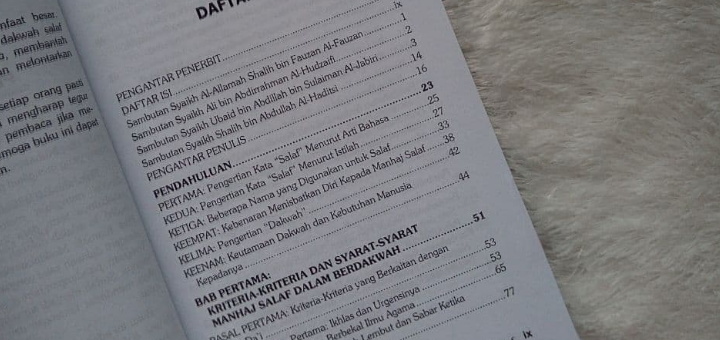 nfaat besar.
dakwah salaf
, membantah
n melontarkan
setiap orang pasti
mengharap tegur
pembaca jika me-
moga buku ini dapat
DAFTA
PENGANTAR PENERBIT
DAFTAR ISI ix
Sambutan Syaikh Al-Allamah Shalih bin Fauzan Al-Fauzan 1
Sambutan Syaikh Ali bin Abdirrahman Al-Hudzaifi 2
Sambutan Syaikh Ubaid bin Abdillah bin Sulaiman Al-Jabiri 3
Sambutan Syaikh Shalih bin Abdullah Al-Haditsi 14
PENGANTAR PENULIS 16
PENDAHULUAN 23
PERTAMA: Pengertian Kata "Salaf" Menurut Arti Bahasa 25
KEDUA: Pengertian Kata "Salaf" Menurut Istilah 27
KETIGA: Beberapa Nama yang Digunakan untuk Salaf 33
KEEMPAT: Kebenaran Menisbatkan Diri Kepada Manhaj Salaf 38
KELIMA: Pengertian "Dakwah" 42
KEENAM: Keutamaan Dakwah dan Kebutuhan Manusia
Kepadanya 44
BAB PERTAMA:
KRITERIA-KRITERIA DAN SYARAT-SYARAT
MANHAJ SALAF DALAM BERDAKWAH 51
PASAL PERTAMA: Kriteria-Kriteria yang Berkaitan dengan
Da'i 53
Pertama: Ikhlas dan Urgensinya 53
Berbekal Ilmu Agama 65
Lembut dan Sabar Ketika
77
ix